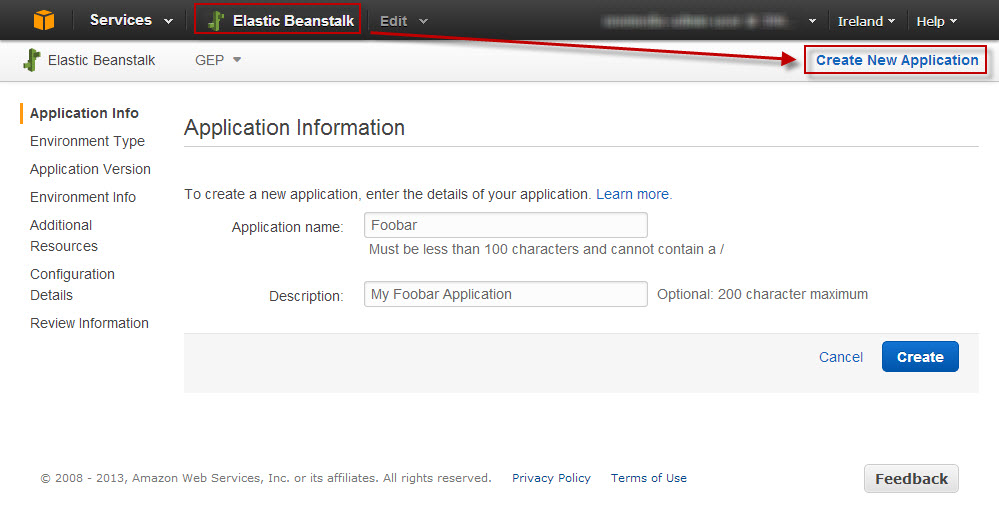 Services Elastic Beanstalk Edit Ireland Help
Elastic Beanstalk GEP Create New Application
Application Info
Environment Type
Application Version
Environment Info
Additional
Resources
Configuration
Details
Review Information
Application Information
To create a new application, enter the details of your application. Learn more.
Application name: Foobar
Must be less than 100 characters and cannot contain a /
Description: My Foobar Application Optional: 200 character maximum
Cancel Create
© 2008 - 2013, Amazon Web Services, Inc. or its affiliates. All rights reserved. Privacy Policy Terms of Use Feedback